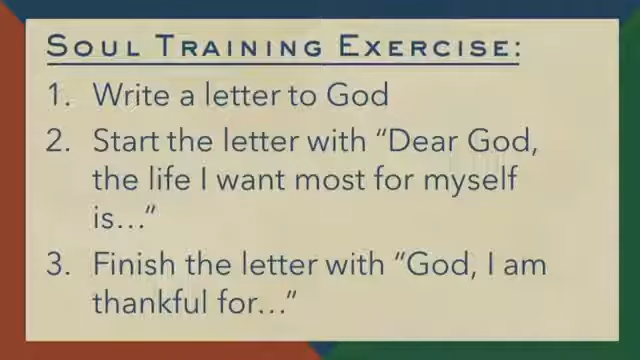 SOUL TRAINING EXERCISE:
1. Write a letter to God
2. Start the letter with “Dear God,
the life I want most for myself
is...”
3. Finish the letter with “God, I am
thankful for...”